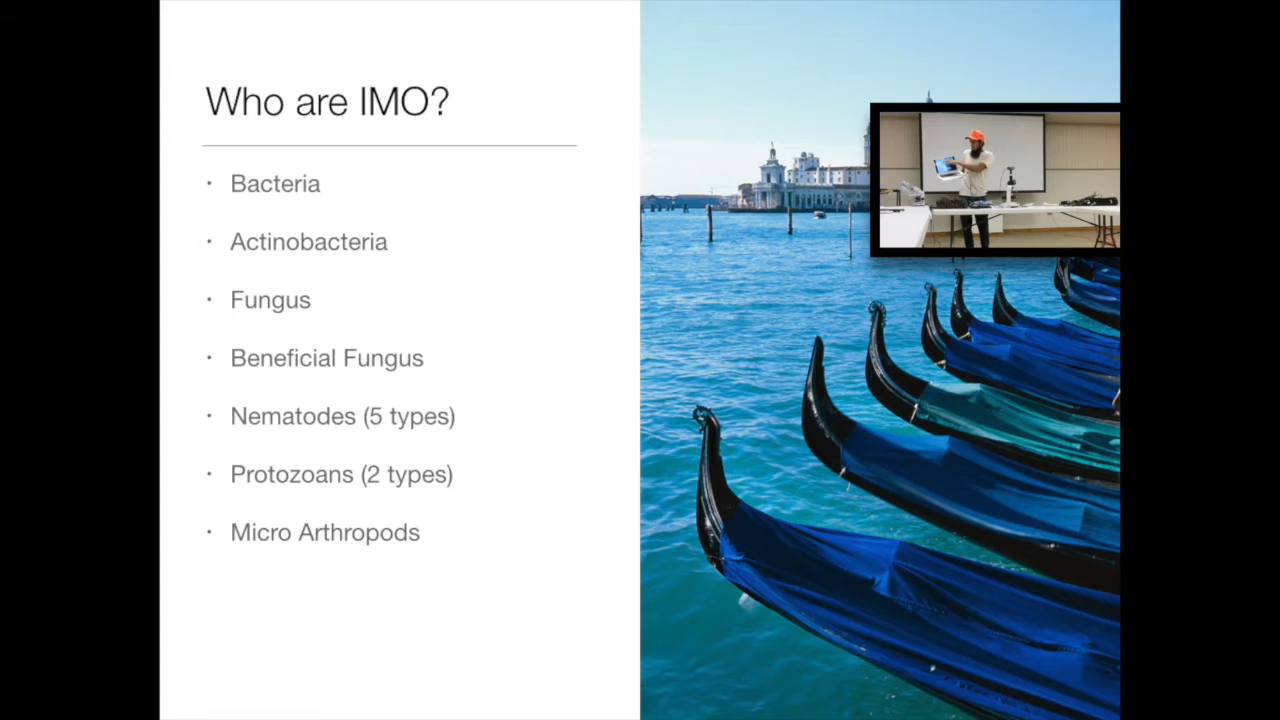 Who are IMO?
• Bacteria
• Actinobacteria
• Fungus
• Beneficial Fungus
• Nematodes (5 types)
• Protozoans (2 types)
• Micro Arthropods